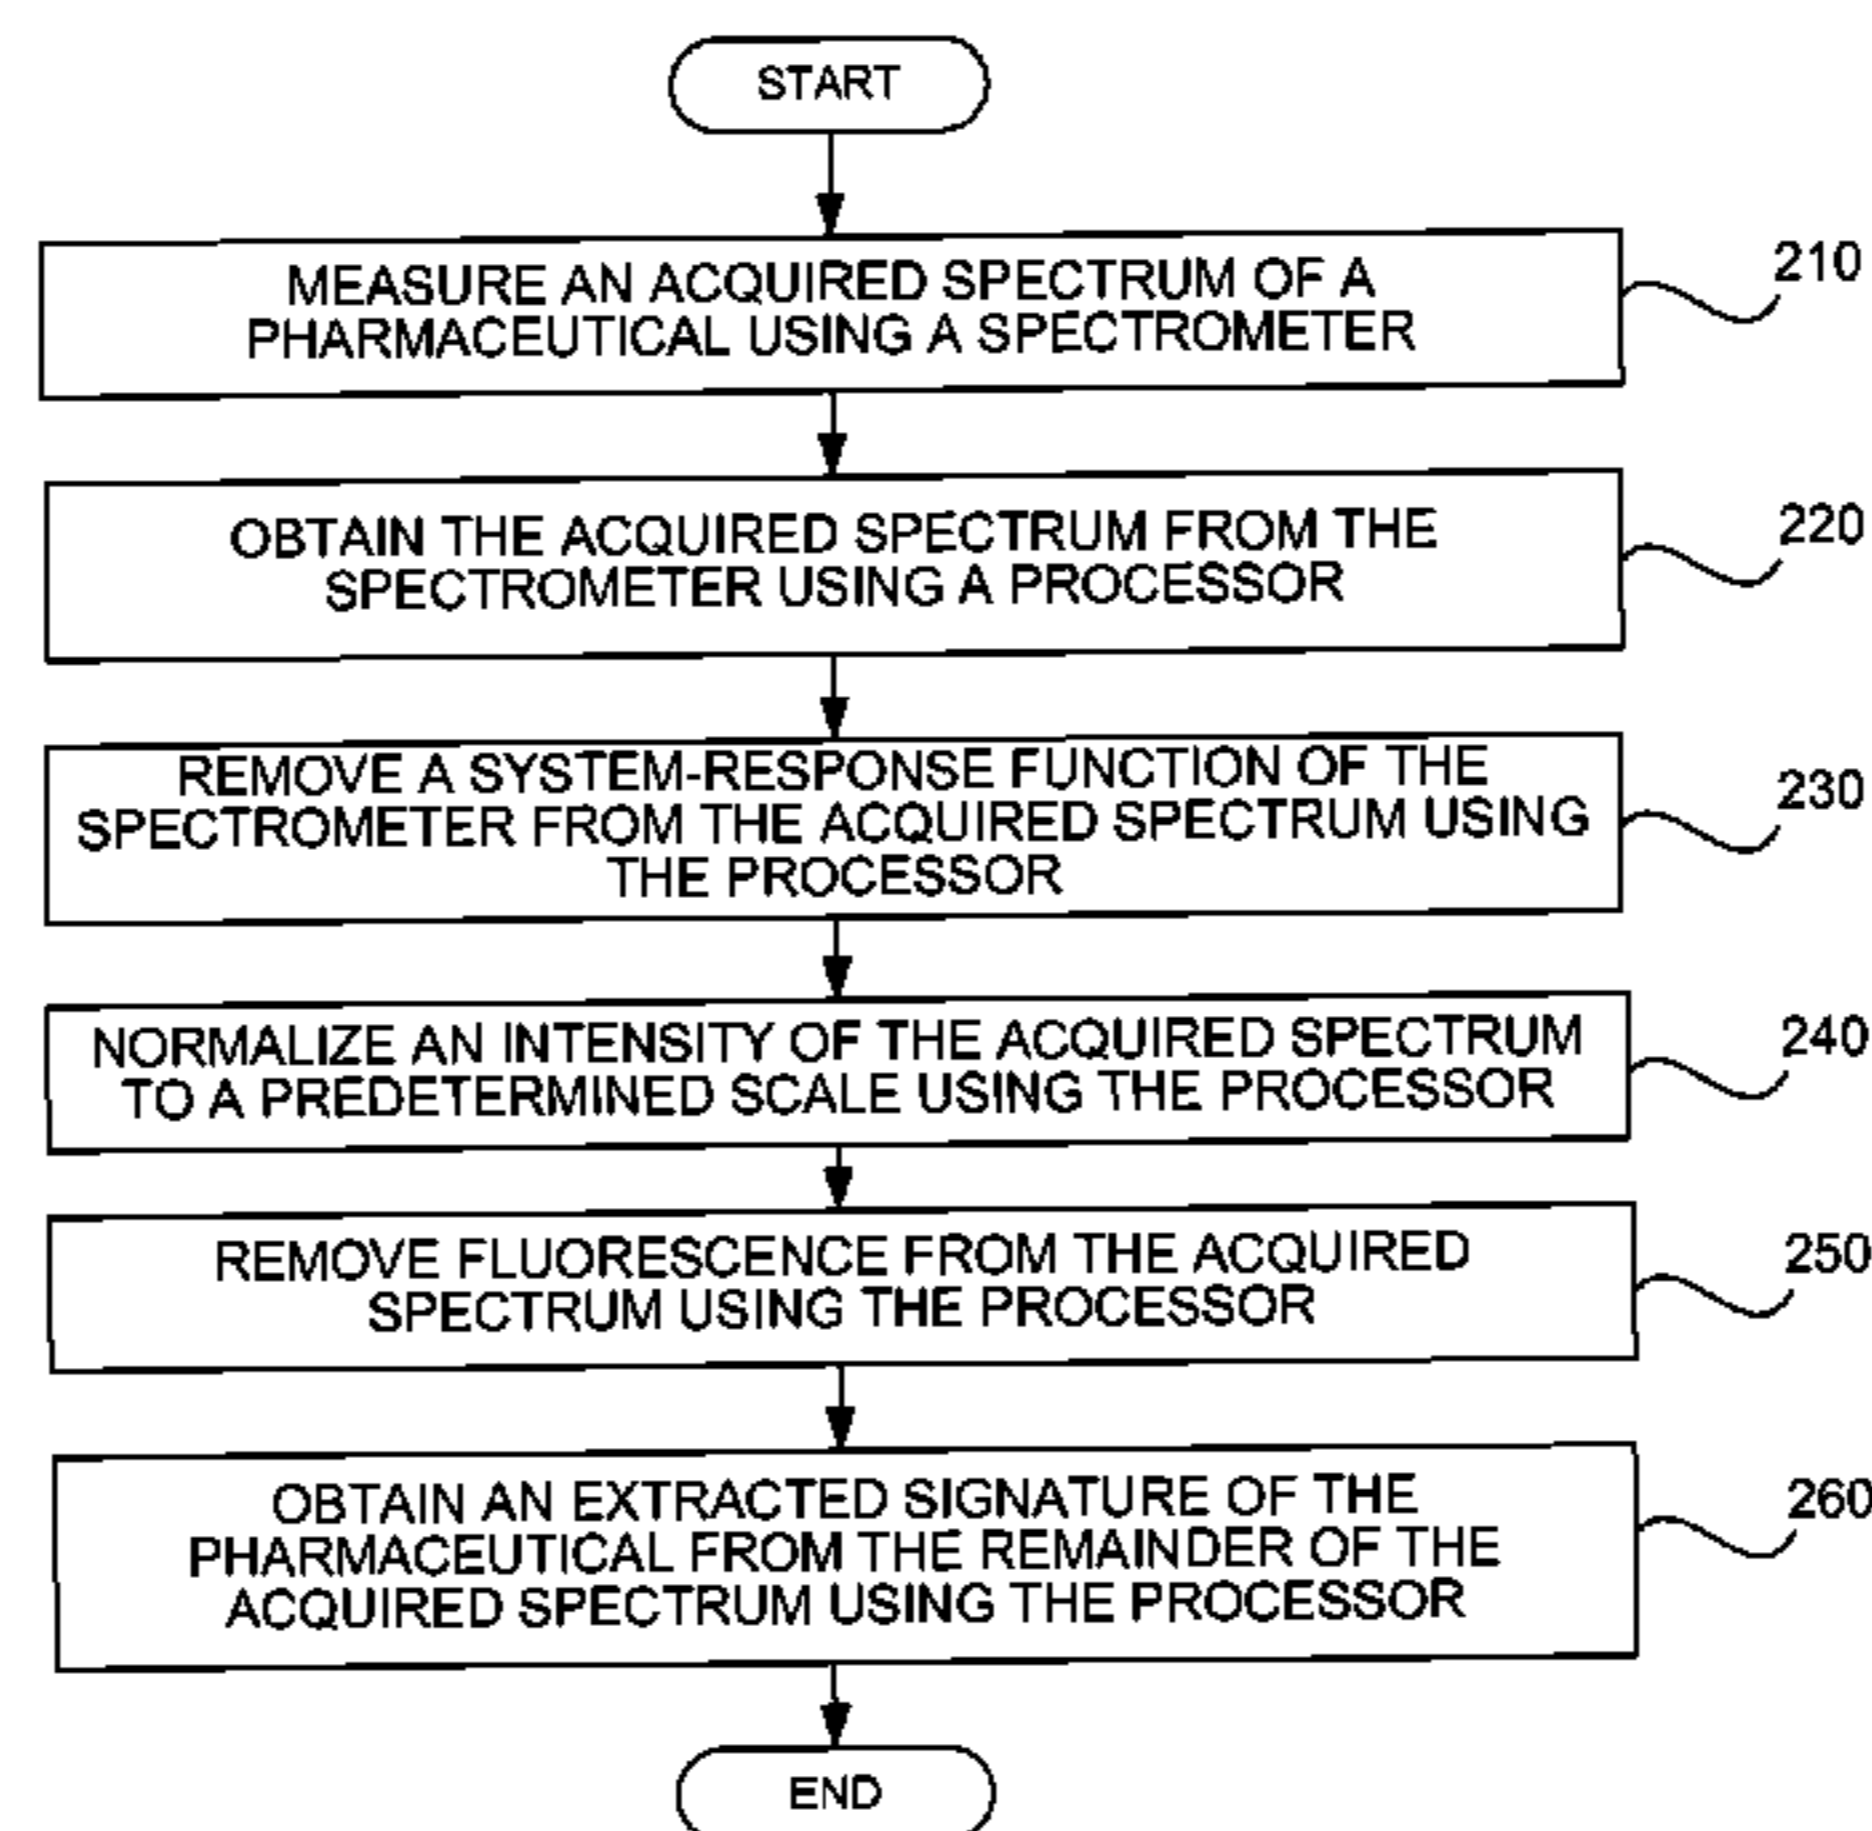 START
MEASURE AN ACQUIRED SPECTRUM OF A
PHARMACEUTICAL USING A SPECTROMETER
210
OBTAIN THE ACQUIRED SPECTRUM FROM THE
SPECTROMETER USING A PROCESSOR
220
REMOVE A SYSTEM-RESPONSE FUNCTION OF THE
SPECTROMETER FROM THE ACQUIRED SPECTRUM USING
THE PROCESSOR
230
NORMALIZE AN INTENSITY OF THE ACQUIRED SPECTRUM
TO A PREDETERMINED SCALE USING THE PROCESSOR
240
REMOVE FLUORESCENCE FROM THE ACQUIRED
SPECTRUM USING THE PROCESSOR
250
OBTAIN AN EXTRACTED SIGNATURE OF THE
PHARMACEUTICAL FROM THE REMAINDER OF THE
ACQUIRED SPECTRUM USING THE PROCESSOR
260
END